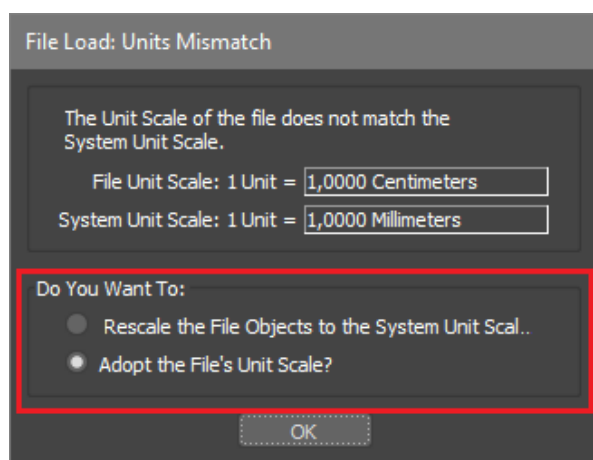 File Load: Units Mismatch
The Unit Scale of the file does not match the
System Unit Scale.
File Unit Scale: 1 Unit = 1,0000 Centimeters
System Unit Scale: 1 Unit = 1,0000 Millimeters
Do You Want To:
Rescale the File Objects to the System Unit Scal..
Adopt the File's Unit Scale?
OK